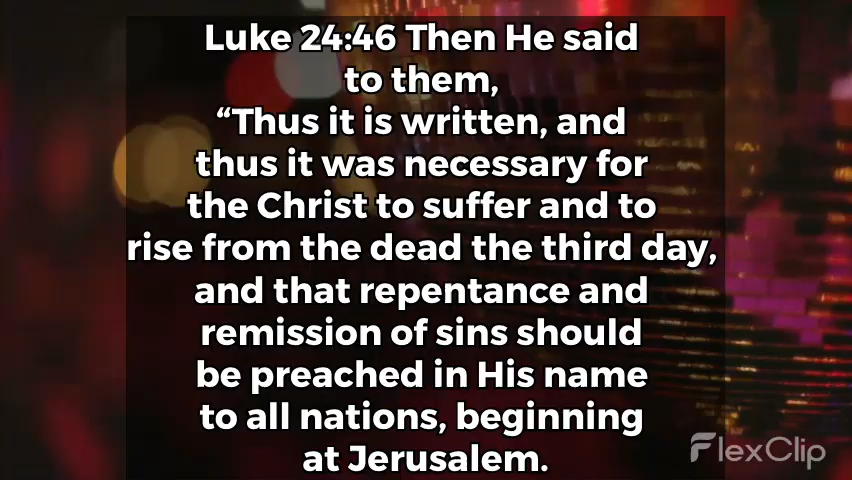 Luke 24:46 Then He said
to them,
“Thus it is written, and
thus it was necessary for
the Christ to suffer and to
rise from the dead the third day,
and that repentance and
remission of sins should
be preached in His name
to all nations, beginning
at Jerusalem.
FlexClip